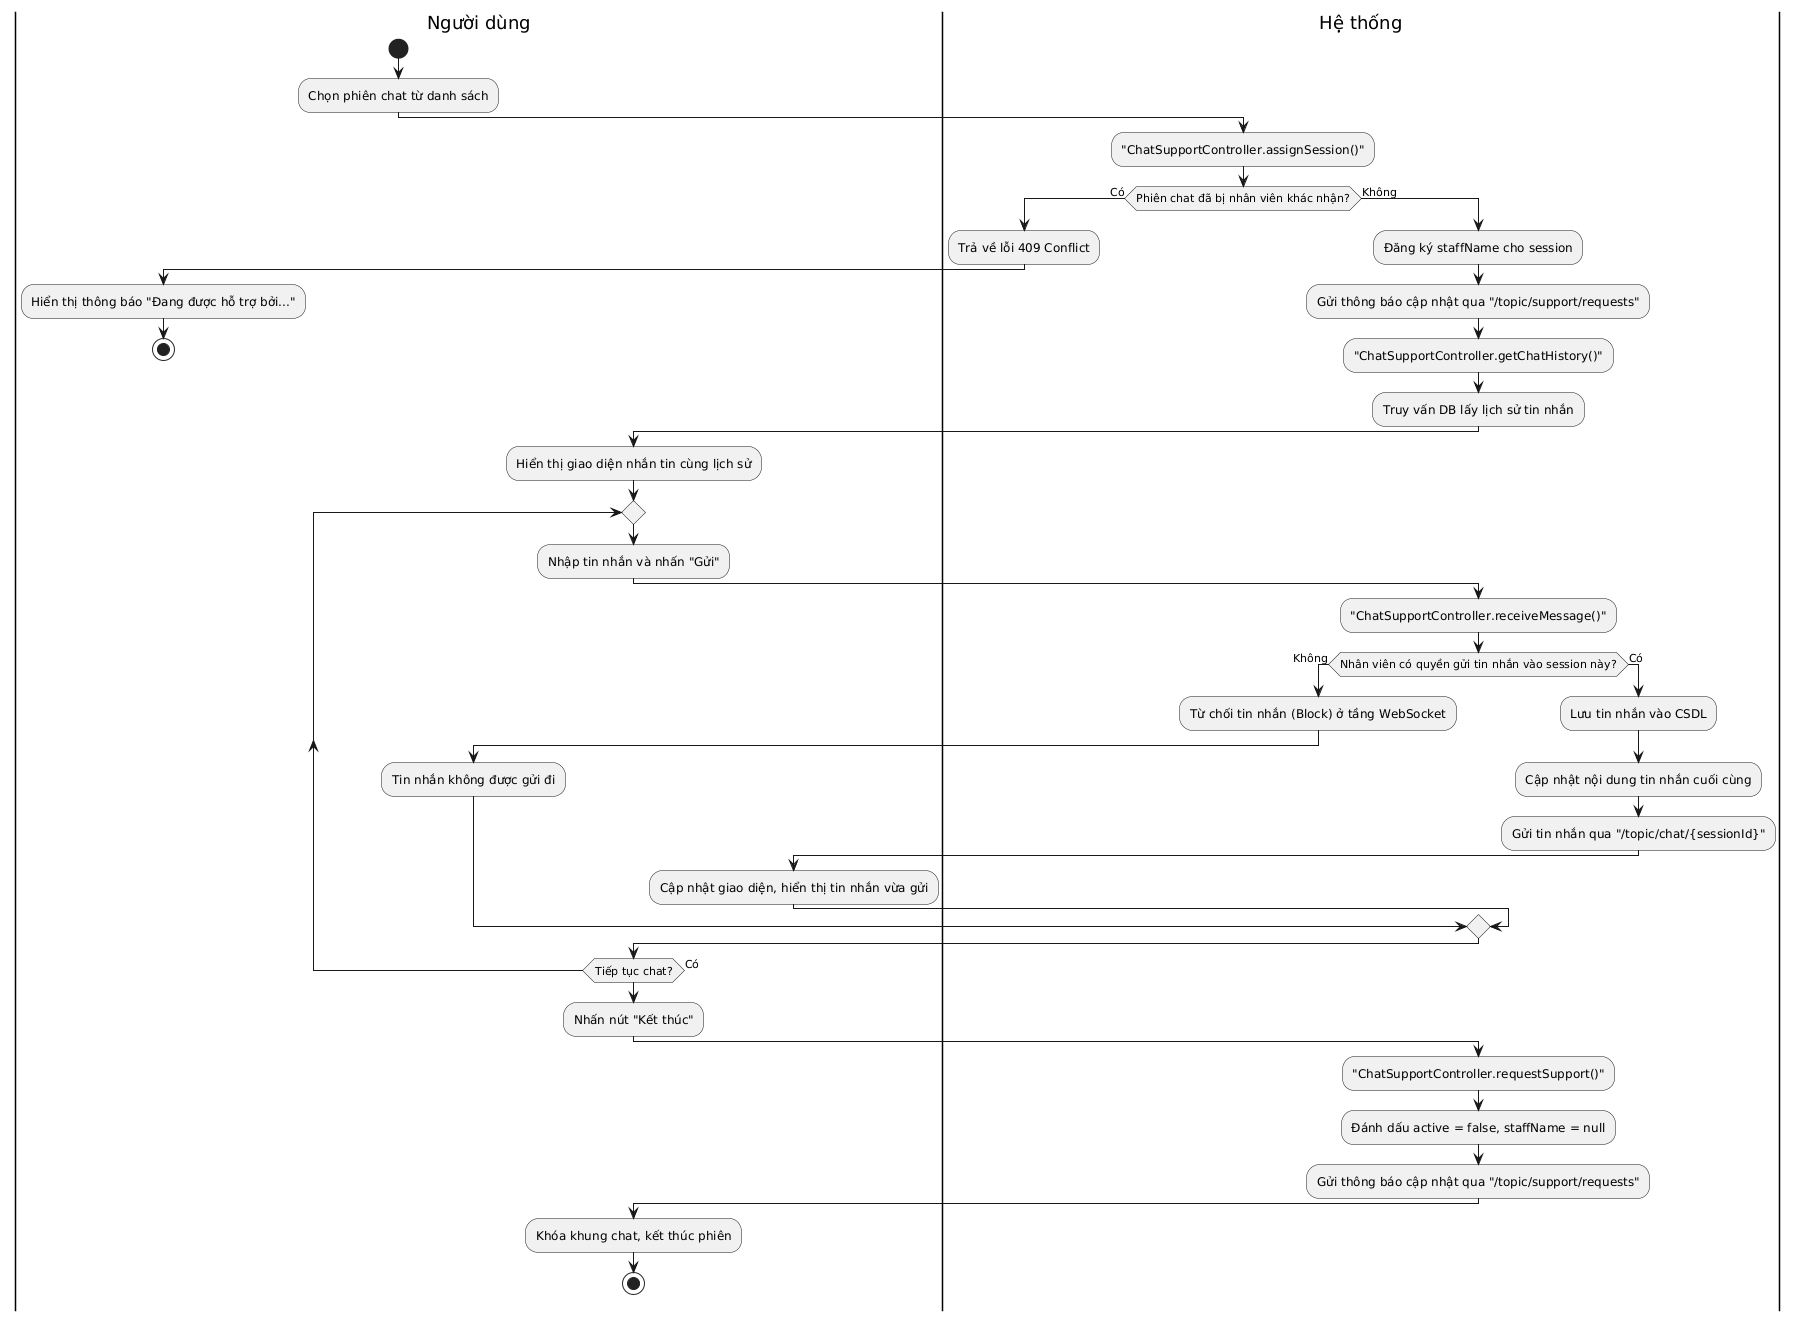 Người dùng
Hệ thống
Chọn phiên chat từ danh sách
"ChatSupportController.assignSession()"
Có
Phiên chat đã bị nhân viên khác nhận?
Không
Trả về lỗi 409 Conflict
Đăng ký staffName cho session
Hiển thị thông báo "Đang được hỗ trợ bởi..."
Gửi thông báo cập nhật qua "/topic/support/requests"
"ChatSupportController.getChatHistory()"
Truy vấn DB lấy lịch sử tin nhắn
Hiển thị giao diện nhắn tin cùng lịch sử
Nhập tin nhắn và nhấn "Gửi"
"ChatSupportController.receiveMessage()"
Không
Nhân viên có quyền gửi tin nhắn vào session này?
Có
Từ chối tin nhắn (Block) ở tầng WebSocket
Lưu tin nhắn vào CSDL
Tin nhắn không được gửi đi
Cập nhật nội dung tin nhắn cuối cùng
Gửi tin nhắn qua "/topic/chat/{sessionId}"
Cập nhật giao diện, hiển thị tin nhắn vừa gửi
Tiếp tục chat?
Có
Nhấn nút "Kết thúc"
"ChatSupportController.requestSupport()"
Đánh dấu active = false, staffName = null
Gửi thông báo cập nhật qua "/topic/support/requests"
Khóa khung chat, kết thúc phiên